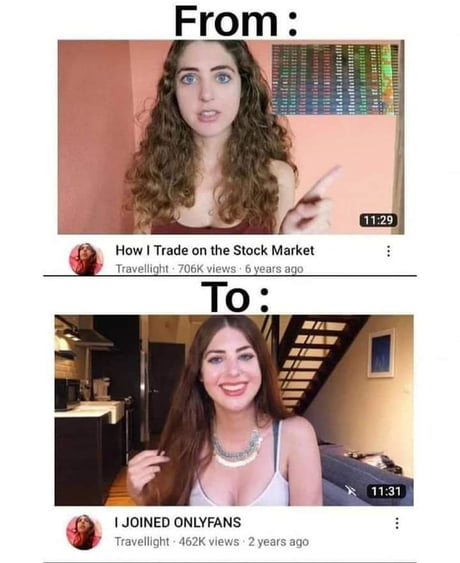 From :
11:29
How I Trade on the Stock Market
Travellight · 706K views · 6 years ago
To :
11:31
I JOINED ONLYFANS
Travellight · 462K views · 2 years ago